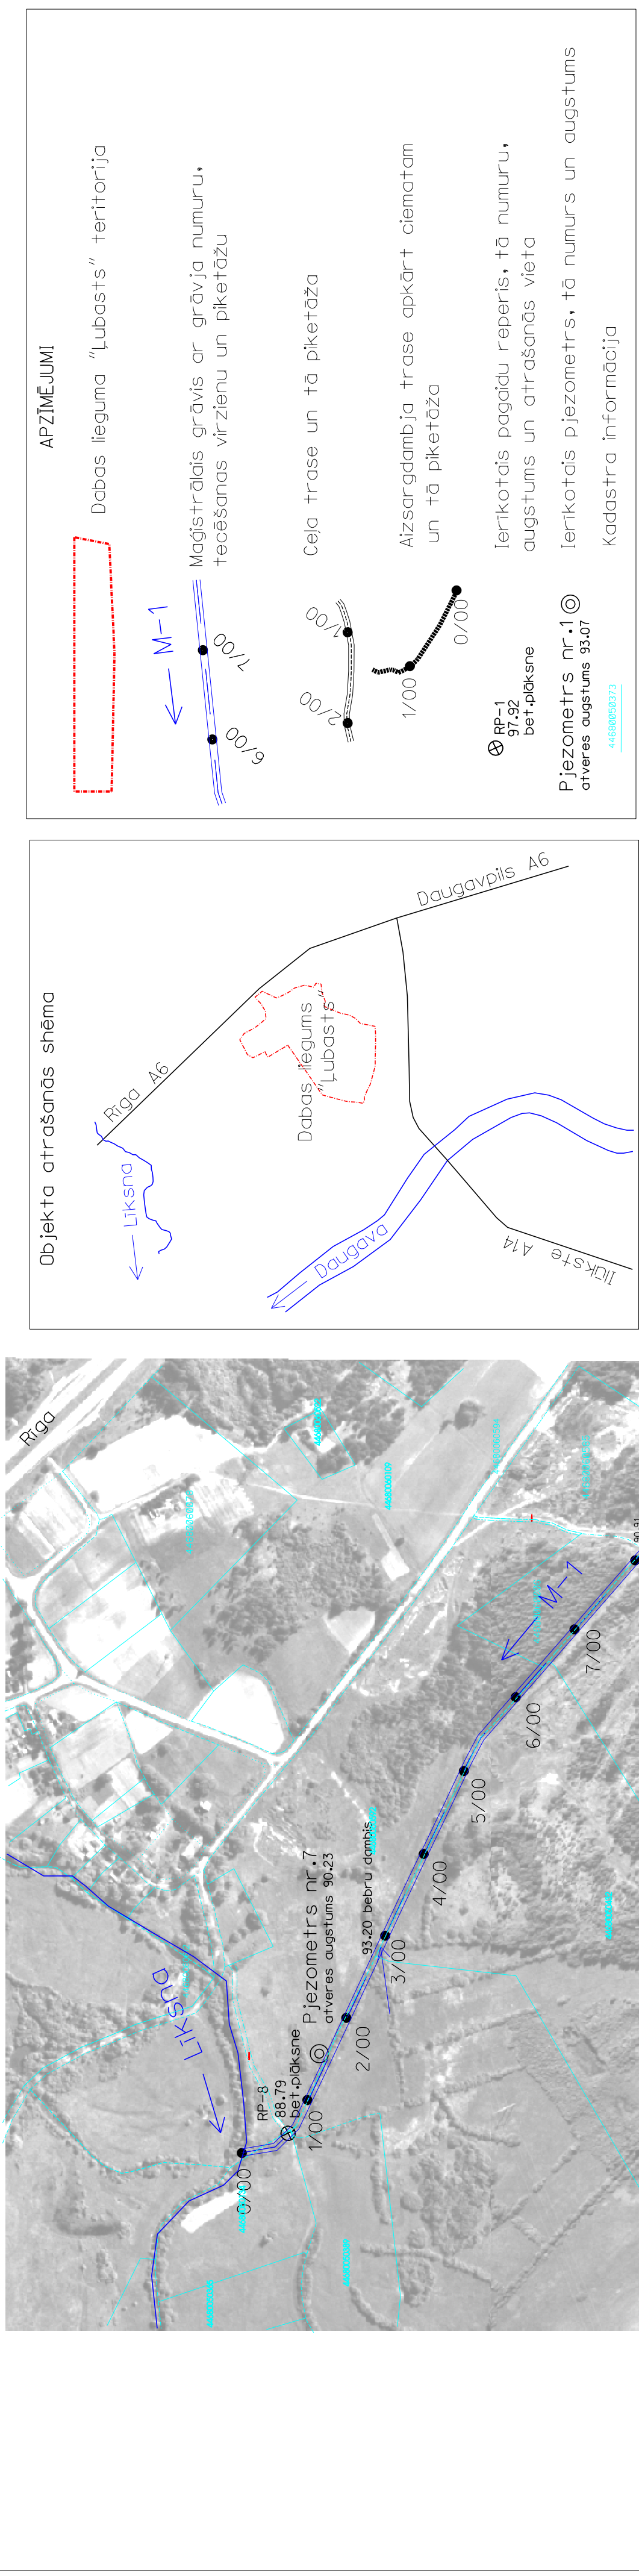 APZĪMĒJUMI
Dabas lieguma "Ļubasts" teritorija
M-1
6/00
7/00
Maģistrālais grāvis ar grāvja numuru,
tecēšanas virzienu un piketāžu
2/00
1/00
Ceļa trase un tā piketāža
1/00
0/00
Aizsargdambja trase apkārt ciematam
un tā piketāža
RP-1
97.92
bet.plāksne
Ierīkotais pagaidu reperis, tā numuru,
augstums un atrašanās vieta
Pjezometrs nr.1
atveres augstums 93.07
Ierīkotais pjezometrs, tā numurs un augstums
44690050373
Kadastra informācija
Objekta atrašanās shēma
Rīga A6
Līksna
Dabas liegums
"Ļubasts"
Daugavpils A6
Daugava
Ilūkste A14
Rīga
Līksna
RP-8
88.79
bet.plāksne
Pjezometrs nr.7
atveres augstums 90.23
93.20 bebru dambis
0/00
1/00
2/00
3/00
4/00
5/00
6/00
7/00
M-1
90.91
44680060109